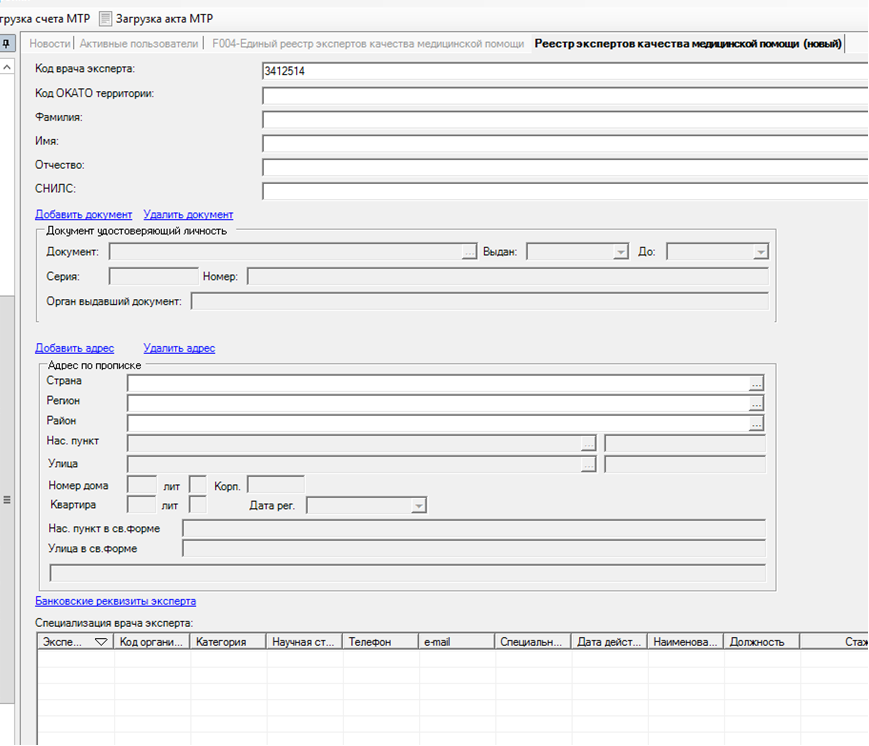 грузка счета МТР Загрузка акта МТР
Новости Активные пользователи F004-Единый реестр экспертов качества медицинской помощи Реестр экспертов качества медицинской помощи (новый)
Код врача эксперта: 3412514
Код ОКАТО территории:
Фамилия:
Имя:
Отчество:
СНИЛС:
Добавить документ Удалить документ
Документ удостоверяющий личность
Документ: ... Выдан: До:
Серия: Номер:
Орган выдавший документ:
Добавить адрес Удалить адрес
Адрес по прописке
Страна ...
Регион ...
Район ...
Нас. пункт ...
Улица ...
Номер дома лит Корп.
Квартира лит Дата рег.
Нас. пункт в св.форме
Улица в св.форме
Банковские реквизиты эксперта
Специализация врача эксперта:
Экспе... Код органи... Категория Научная ст... Телефон e-mail Специальн... Дата дейст... Наименова... Должность Стаж